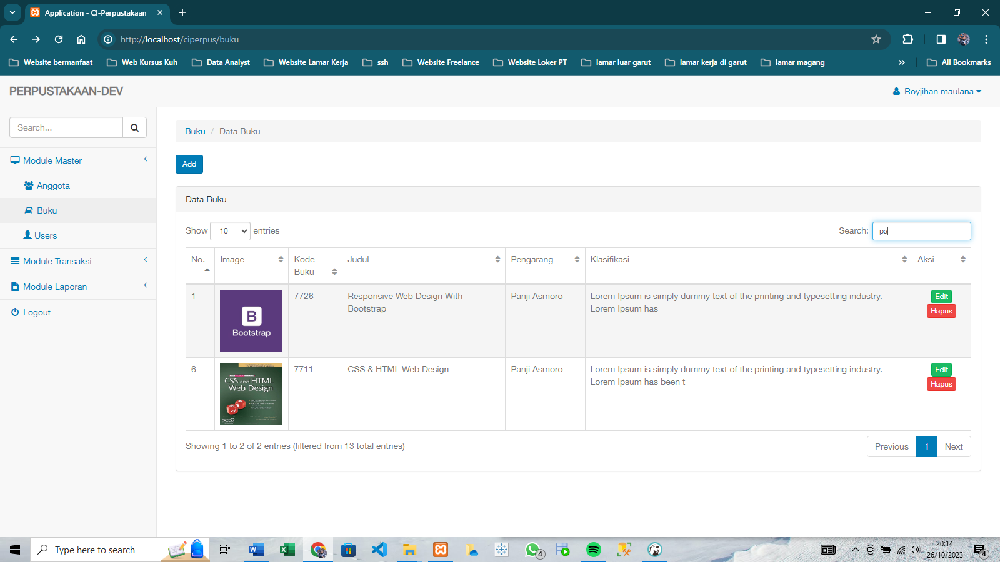 Application - CI-Perpustakaan
http://localhost/ciperpus/buku
Website bermanfaat
Web Kursus Kuh
Data Analyst
Website Lamar Kerja
ssh
Website Freelance
Website Loker PT
lamar luar garut
lamar kerja di garut
lamar magang
All Bookmarks
PERPUSTAKAAN-DEV
Royjihan maulana
Search...
Module Master
Anggota
Buku
Users
Module Transaksi
Module Laporan
Logout
Buku / Data Buku
Add
Data Buku
Show 10 entries
Search: pa
No. Image Kode Buku Judul Pengarang Klasifikasi Aksi
1
B
Bootstrap
7726
Responsive Web Design With
Bootstrap
Panji Asmoro
Lorem Ipsum is simply dummy text of the printing and typesetting industry.
Lorem Ipsum has
Edit
Hapus
6
CSS and HTML
Web Design
7711
CSS & HTML Web Design
Panji Asmoro
Lorem Ipsum is simply dummy text of the printing and typesetting industry.
Lorem Ipsum has been t
Edit
Hapus
Showing 1 to 2 of 2 entries (filtered from 13 total entries)
Previous 1 Next
Type here to search
4
20:14
26/10/2023
4